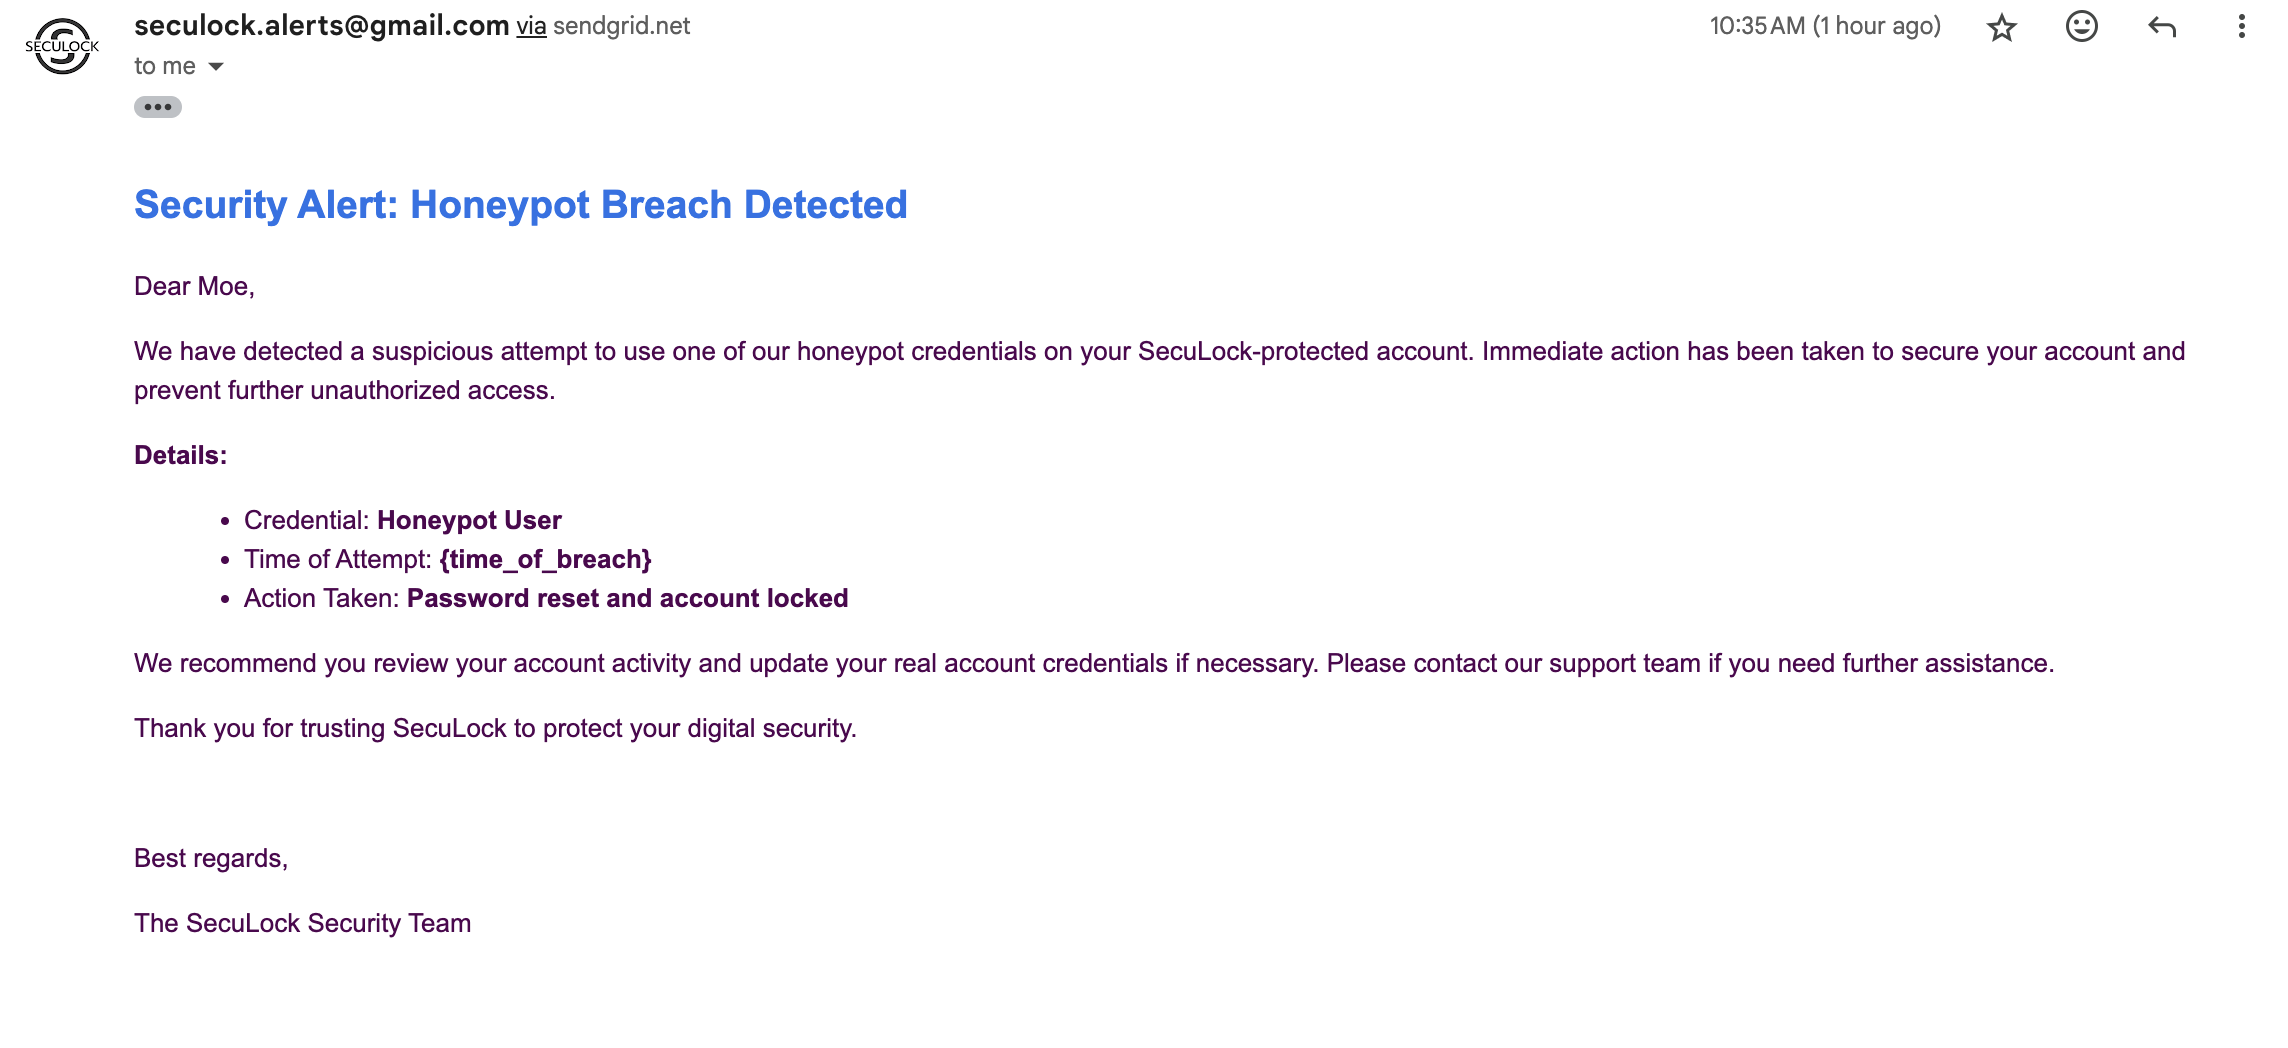 SECULOCK
seculock.alerts@gmail.com via sendgrid.net
10:35 AM (1 hour ago)
to me
Security Alert: Honeypot Breach Detected
Dear Moe,
We have detected a suspicious attempt to use one of our honeypot credentials on your SecuLock-protected account. Immediate action has been taken to secure your account and
prevent further unauthorized access.
Details:
• Credential: Honeypot User
• Time of Attempt: {time_of_breach}
• Action Taken: Password reset and account locked
We recommend you review your account activity and update your real account credentials if necessary. Please contact our support team if you need further assistance.
Thank you for trusting SecuLock to protect your digital security.
Best regards,
The SecuLock Security Team